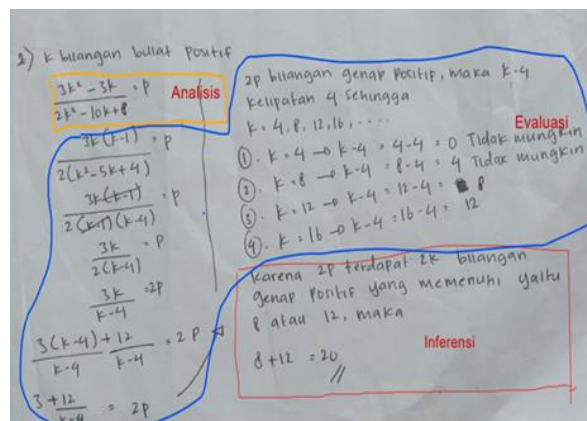 2) k bilangan bulat positif
3k² - 3k / 2k² - 10k + 8 = p
Analisis
3k(k-1) / 2(k² - 5k + 4) = p
3k(k-1) / 2(k-1)(k-4) = p
3k / 2(k-4) = p
3k / k-4 = 2p
3(k-4) + 12 / k-4 k-4 = 2p
3 + 12 / k-4 = 2p
2p bilangan genap positif, maka k-4
kelipatan 4 sehingga
k = 4, 8, 12, 16, ....
Evaluasi
1. k = 4 → k-4 = 4-4 = 0 Tidak mungkin
2. k = 8 → k-4 = 8-4 = 4 Tidak mungkin
3. k = 12 → k-4 = 12-4 = 8
4. k = 16 → k-4 = 16-4 = 12
karena 2p terdapat 2k bilangan
genap positif yang memenuhi yaitu
8 atau 12, maka
8 + 12 = 20
Inferensi